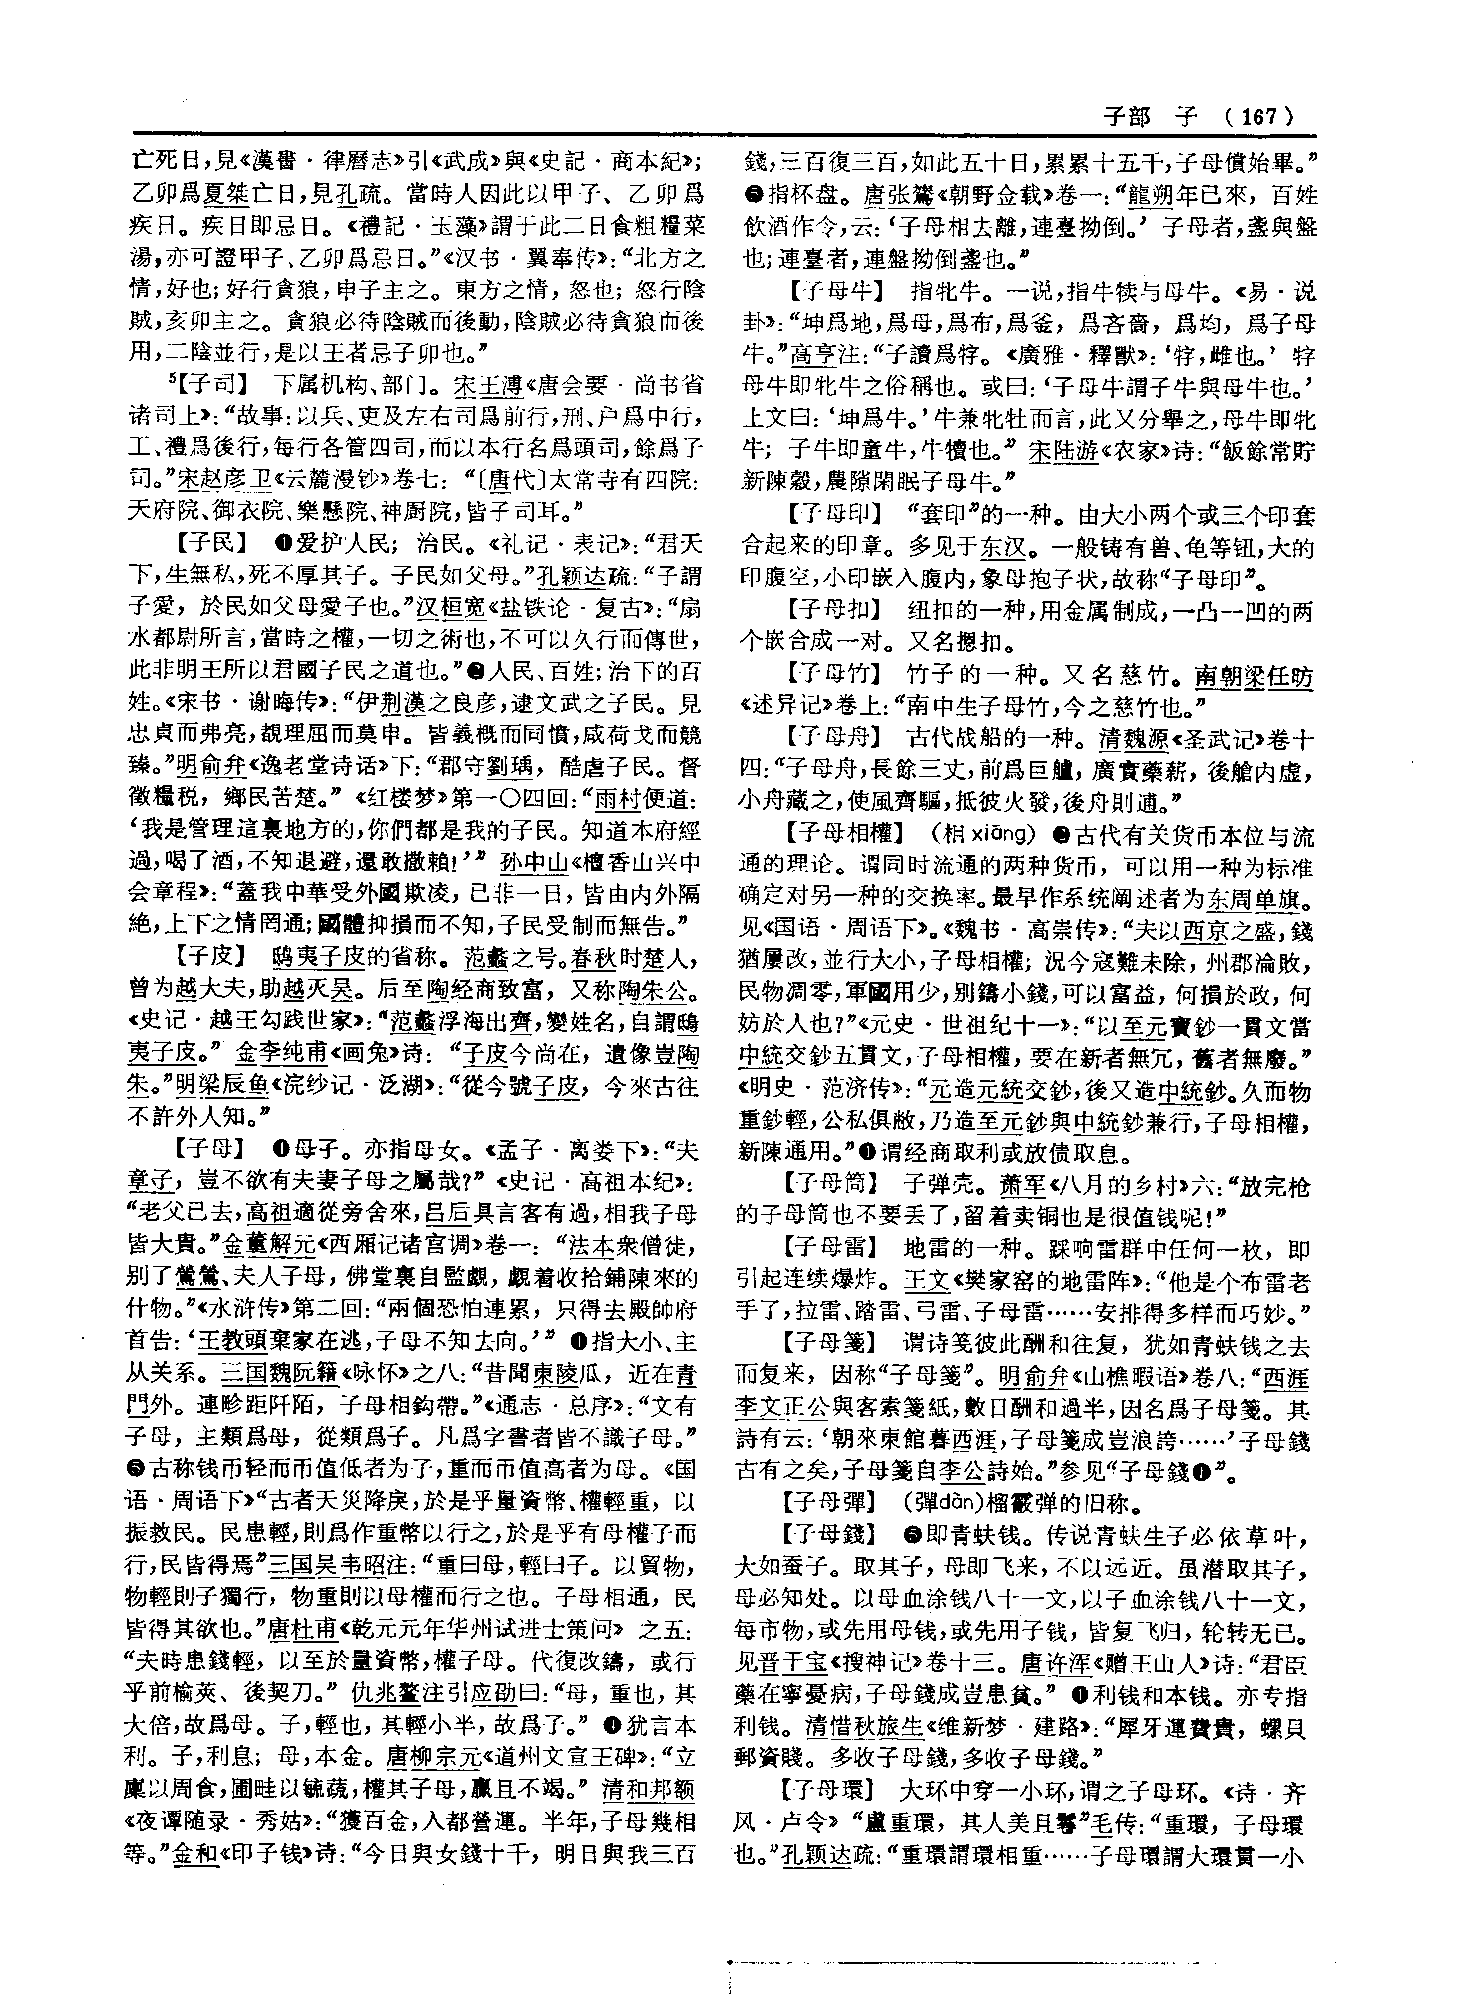 子部　子　（167）
亡死日，見《漢書·律曆志》引《武成》與《史記·商本紀》；
乙卯爲夏桀亡日，見孔疏。當時人因此以甲子、乙卯爲
疾日。疾日即忌日。《禮記·玉藻》謂于此二日食粗糧菜
湯，亦可證甲子、乙卯爲忌日。”《汉书·翼奉传》：“北方之
情，好也；好行貪狼，申子主之。東方之情，怒也；怒行陰
賊，亥卯主之。貪狼必待陰賊而後動，陰賊必待貪狼而後
用，二陰並行，是以王者忌子卯也。”
⁵【子司】　下属机构、部门。宋王溥《唐会要·尚书省
诸司上》：“故事：以兵、吏及左右司爲前行，刑、户爲中行，
工、禮爲後行，每行各管四司，而以本行名爲頭司，餘爲子
司。”宋赵彦卫《云麓漫钞》卷七：“〔唐代〕太常寺有四院：
天府院、御衣院、樂懸院、神厨院，皆子司耳。”
【子民】　❶爱护人民；治民。《礼记·表记》：“君天
下，生無私，死不厚其子。子民如父母。”孔颖达疏：“子謂
子愛，於民如父母愛子也。”汉桓宽《盐铁论·复古》：“扇
水都尉所言，當時之權，一切之術也，不可以久行而傳世，
此非明王所以君國子民之道也。”❷人民、百姓；治下的百
姓。《宋书·谢晦传》：“伊荆漢之良彦，逮文武之子民。見
忠貞而弗亮，覩理屈而莫申。皆義概而同憤，咸荷戈而競
臻。”明俞弁《逸老堂诗话》下：“郡守劉瑀，酷虐子民。督
徵糧税，鄉民苦楚。”《红楼梦》第一〇四回：“雨村便道：
‘我是管理這裏地方的，你們都是我的子民。知道本府經
過，喝了酒，不知退避，還敢撒賴！’”孙中山《檀香山兴中
会章程》：“蓋我中華受外國欺凌，已非一日，皆由内外隔
絶，上下之情罔通；國體抑損而不知，子民受制而無告。”
【子皮】　鸱夷子皮的省称。范蠡之号。春秋时楚人，
曾为越大夫，助越灭吴。后至陶经商致富，又称陶朱公。
《史记·越王勾践世家》：“范蠡浮海出齊，變姓名，自謂鴟
夷子皮。”金李纯甫《画兔》诗：“子皮今尚在，遺像豈陶
朱。”明梁辰鱼《浣纱记·泛湖》：“從今號子皮，今來古往
不許外人知。”
【子母】　❶母子。亦指母女。《孟子·离娄下》：“夫
章子，豈不欲有夫妻子母之屬哉？”《史记·高祖本纪》：
“老父已去，高祖適從旁舍來，吕后具言客有過，相我子母
皆大貴。”金董解元《西厢记诸宫调》卷一：“法本衆僧徒，
别了鶯鶯、夫人子母，佛堂裏自監覷，覷着收拾鋪陳來的
什物。”《水浒传》第二回：“兩個恐怕連累，只得去殿帥府
首告：‘王教頭棄家在逃，子母不知去向。’”❶指大小、主
从关系。三国魏阮籍《咏怀》之八：“昔聞東陵瓜，近在青
門外。連畛距阡陌，子母相鈎帶。”《通志·总序》：“文有
子母，主類爲母，從類爲子。凡爲字書者皆不識子母。”
❸古称钱币轻而币值低者为子，重而币值高者为母。《国
语·周语下》“古者天災降戾，於是乎量資幣、權輕重，以
振救民。民患輕，則爲作重幣以行之，於是乎有母權子而
行，民皆得焉”三国吴韦昭注：“重曰母，輕曰子。以貿物，
物輕則子獨行，物重則以母權而行之也。子母相通，民
皆得其欲也。”唐杜甫《乾元元年华州试进士策问》之五：
“夫時患錢輕，以至於量資幣，權子母。代復改鑄，或行
乎前榆莢、後契刀。”仇兆鳌注引应劭曰：“母，重也，其
大倍，故爲母。子，輕也，其輕小半，故爲子。”❹犹言本
利。子，利息；母，本金。唐柳宗元《道州文宣王碑》：“立
廩以周食，圃畦以毓蔬，權其子母，贏且不竭。”清和邦额
《夜谭随录·秀姑》：“獲百金，入都營運。半年，子母幾相
等。”金和《印子钱》诗：“今日與女錢十千，明日與我三百
錢，三百復三百，如此五十日，累累十五千，子母償始畢。”
❺指杯盘。唐张鷟《朝野佥载》卷一：“龍朔年已來，百姓
飲酒作令，云：‘子母相去離，連臺拗倒。’子母者，盞與盤
也；連臺者，連盤拗倒盞也。”
【子母牛】　指牝牛。一说，指牛犊与母牛。《易·说
卦》：“坤爲地，爲母，爲布，爲釜，爲吝嗇，爲均，爲子母
牛。”高亨注：“子讀爲牸。《廣雅·釋獸》：‘牸，雌也。’牸
母牛即牝牛之俗稱也。或曰：‘子母牛謂子牛與母牛也。’
上文曰：‘坤爲牛。’牛兼牝牡而言，此又分舉之，母牛即牝
牛；子牛即童牛，牛犢也。”宋陆游《农家》诗：“飯餘常貯
新陳穀，農隙閑眠子母牛。”
【子母印】　“套印”的一种。由大小两个或三个印套
合起来的印章。多见于东汉。一般铸有兽、龟等钮，大的
印腹空，小印嵌入腹内，象母抱子状，故称“子母印”。
【子母扣】　纽扣的一种，用金属制成，一凸一凹的两
个嵌合成一对。又名摁扣。
【子母竹】　竹子的一种。又名慈竹。南朝梁任昉
《述异记》卷上：“南中生子母竹，今之慈竹也。”
【子母舟】　古代战船的一种。清魏源《圣武记》卷十
四：“子母舟，長餘三丈，前爲巨艫，廣實藥薪，後艙内虚，
小舟藏之，使風齊驅，抵彼火發，後舟則逋。”
【子母相權】　（相xiāng）❷古代有关货币本位与流
通的理论。谓同时流通的两种货币，可以用一种为标准
确定对另一种的交换率。最早作系统阐述者为东周单旗。
见《国语·周语下》。《魏书·高崇传》：“夫以西京之盛，錢
猶屢改，並行大小，子母相權；況今寇難未除，州郡淪敗，
民物凋零，軍國用少，别鑄小錢，可以富益，何損於政，何
妨於人也？”《元史·世祖纪十一》：“以至元寶鈔一貫文當
中統交鈔五貫文，子母相權，要在新者無冗，舊者無廢。”
《明史·范济传》：“元造元統交鈔，後又造中統鈔。久而物
重鈔輕，公私俱敝，乃造至元鈔與中統鈔兼行，子母相權，
新陳通用。”❶谓经商取利或放债取息。
【子母筒】　子弹壳。萧军《八月的乡村》六：“放完枪
的子母筒也不要丢了，留着卖铜也是很值钱呢！”
【子母雷】　地雷的一种。踩响雷群中任何一枚，即
引起连续爆炸。王文《樊家窑的地雷阵》：“他是个布雷老
手了，拉雷、踏雷、弓雷、子母雷……安排得多样而巧妙。”
【子母箋】　谓诗笺彼此酬和往复，犹如青蚨钱之去
而复来，因称“子母笺”。明俞弁《山樵暇语》卷八：“西涯
李文正公與客索箋紙，數日酬和過半，因名爲子母箋。其
詩有云：‘朝來東館暮西涯，子母箋成豈浪誇……’子母錢
古有之矣，子母箋自李公詩始。”参见“子母錢❶”。
【子母彈】　（彈dàn）榴霰弹的旧称。
【子母錢】　❺即青蚨钱。传说青蚨生子必依草叶，
大如蚕子。取其子，母即飞来，不以远近。虽潜取其子，
母必知处。以母血涂钱八十一文，以子血涂钱八十一文，
每市物，或先用母钱，或先用子钱，皆复飞归，轮转无已。
见晋干宝《搜神记》卷十三。唐许浑《赠王山人》诗：“君臣
藥在寧憂病，子母錢成豈患貧。”❶利钱和本钱。亦专指
利钱。清惜秋旅生《维新梦·建路》：“犀牙運費貴，螺貝
郵資賤。多收子母錢，多收子母錢。”
【子母環】　大环中穿一小环，谓之子母环。《诗·齐
风·卢令》“盧重環，其人美且鬈”毛传：“重環，子母環
也。”孔颖达疏：“重環謂環相重……子母環謂大環貫一小